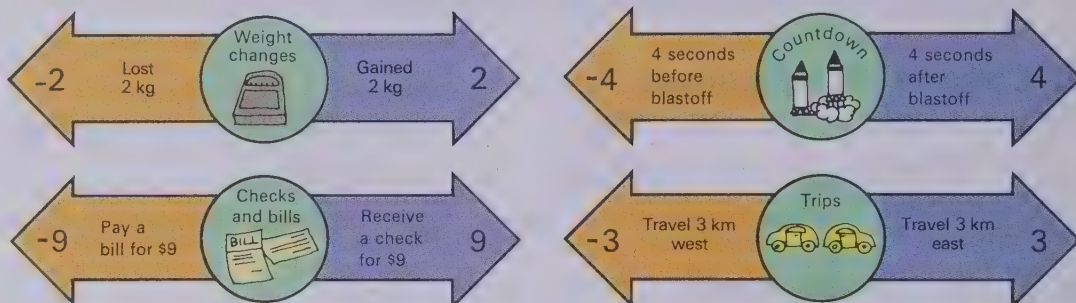 Weight
changes
-2
Lost
2 kg
Gained
2 kg
2
Countdown
-4
4 seconds
before
blastoff
4 seconds
after
blastoff
4
Checks
and bills
BILL
-9
Pay a
bill for $9
Receive
a check
for $9
9
Trips
-3
Travel 3 km
west
Travel 3 km
east
3